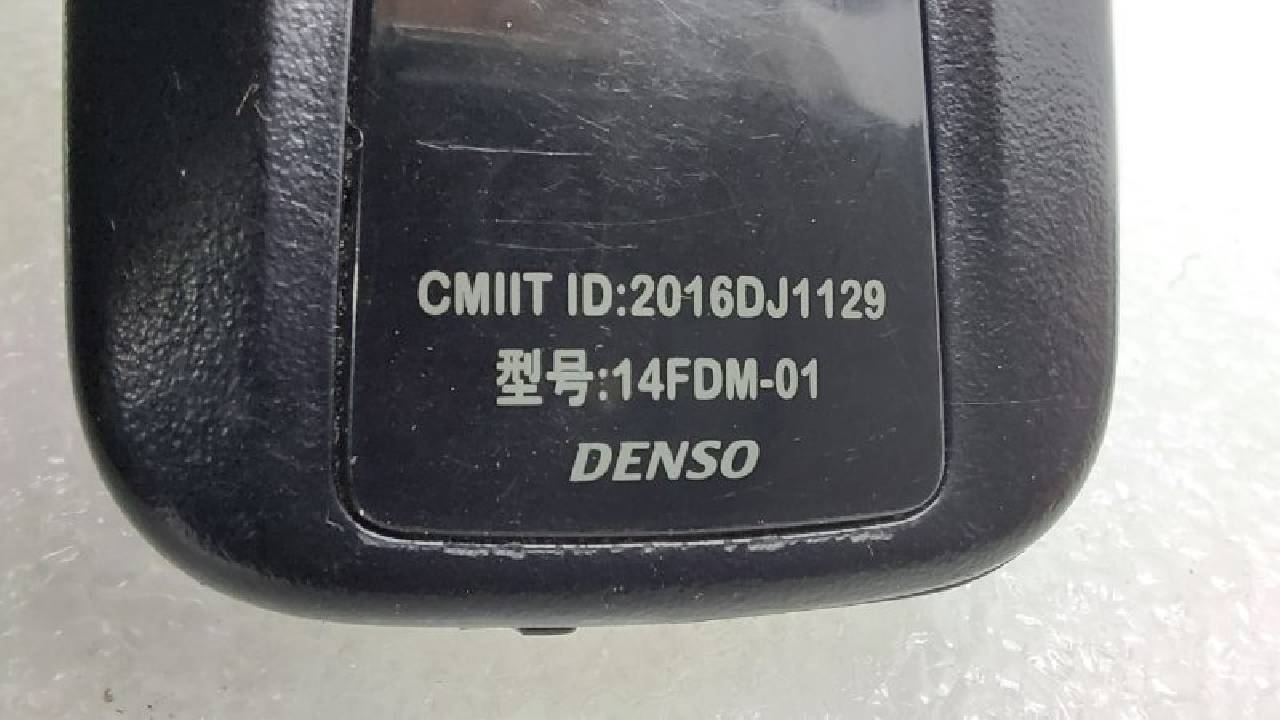 CMIIT ID:2016DJ1129
型号:14FDM-01
DENSO